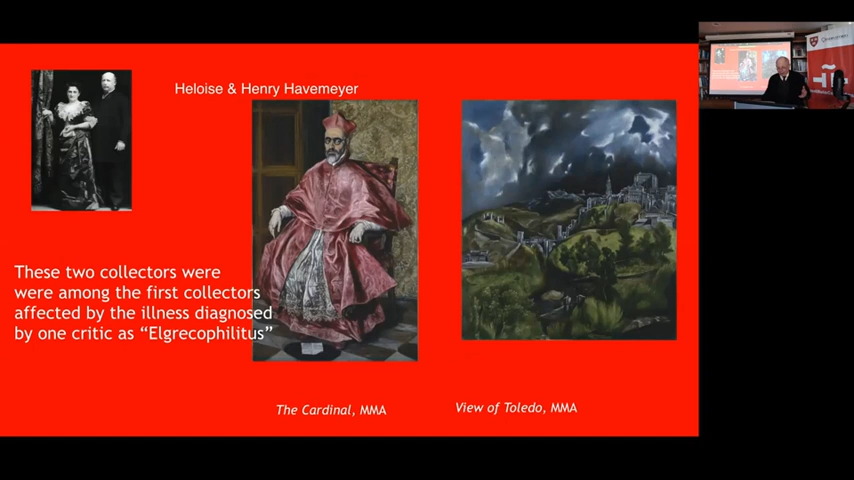 Heloise & Henry Havemeyer
These two collectors were
were among the first collectors
affected by the illness diagnosed
by one critic as “Elgrecophilitus”
The Cardinal, MMA
View of Toledo, MMA